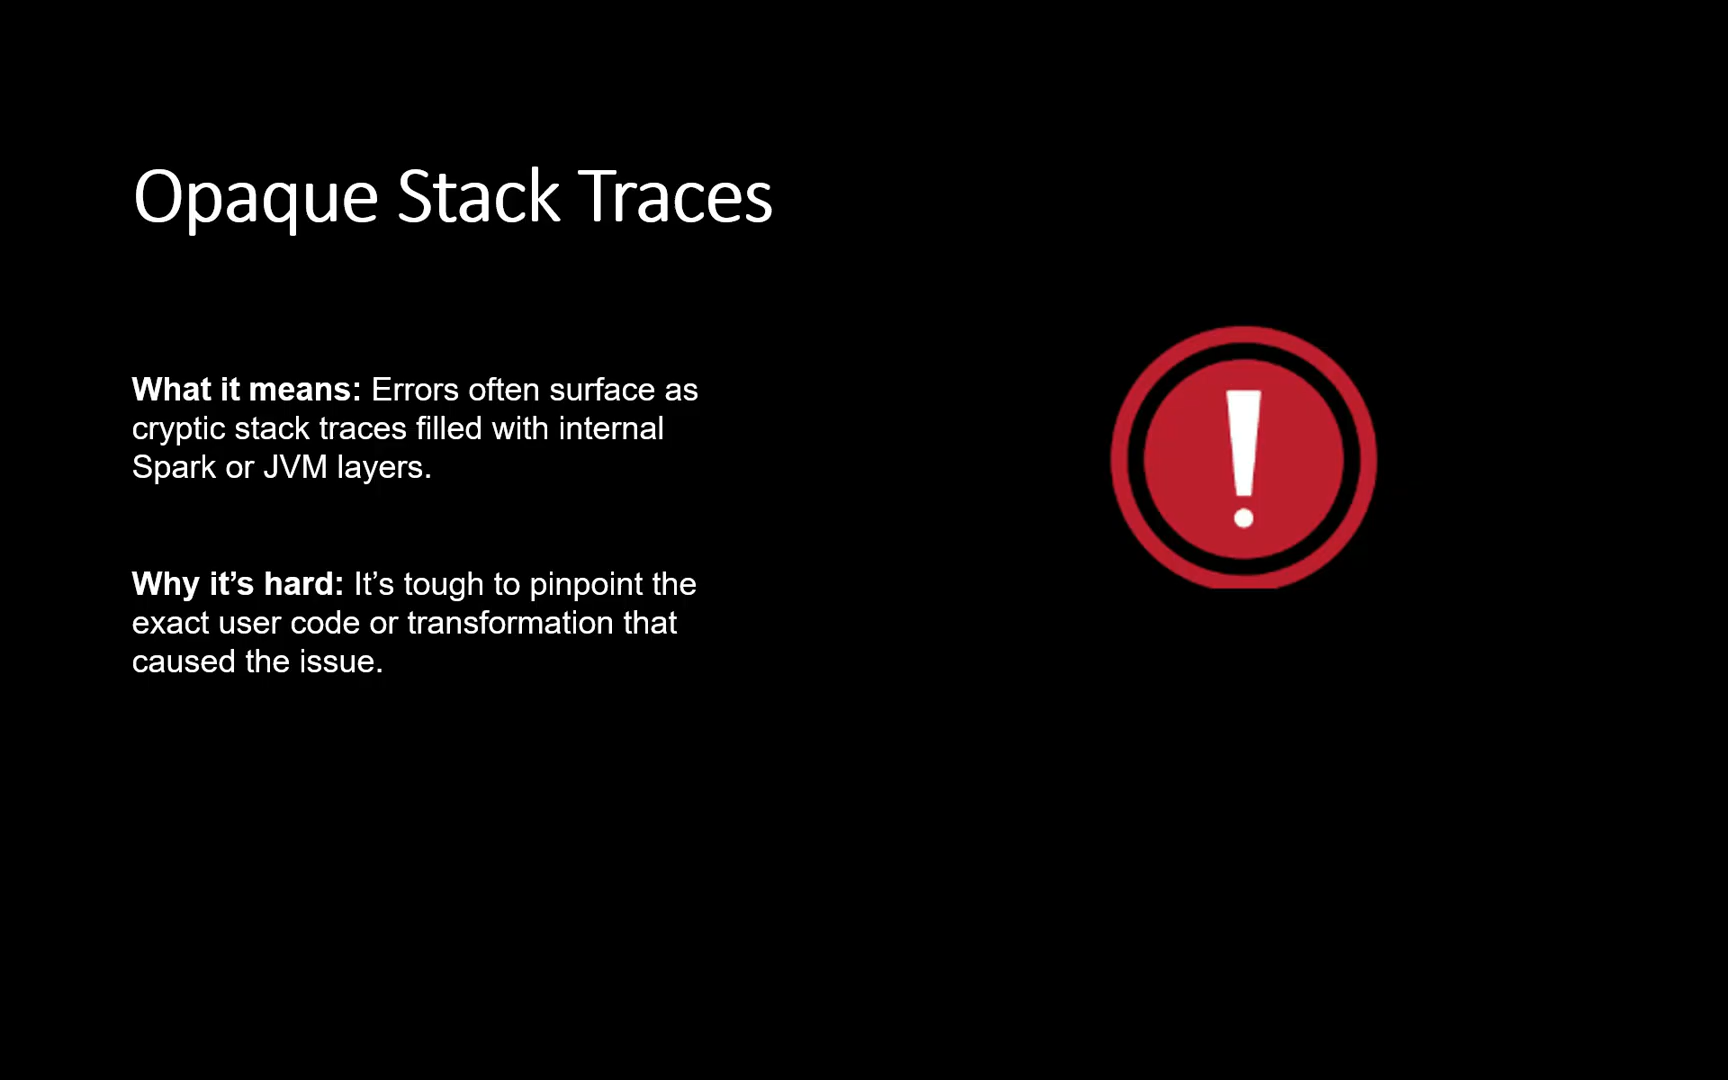 Opaque Stack Traces
What it means: Errors often surface as
cryptic stack traces filled with internal
Spark or JVM layers.
Why it’s hard: It’s tough to pinpoint the
exact user code or transformation that
caused the issue.